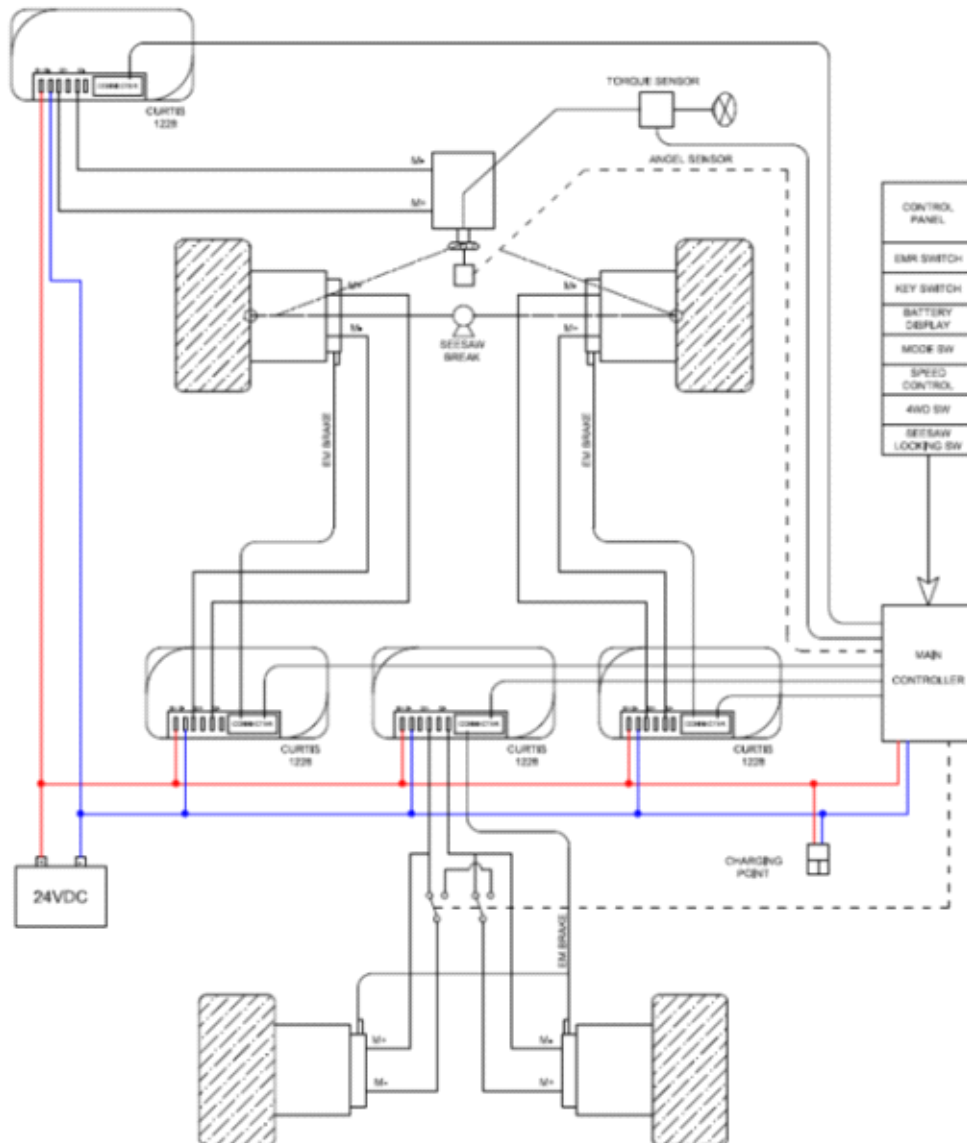 CONNECTOR
CURTIS
1228
TORQUE SENSOR
ANGEL SENSOR
M+
CONTROL
PANEL
EMR SWITCH
KEY SWITCH
BATTERY
DISPLAY
MODE SW
SPEED
CONTROL
4WD SW
SEESAW
LOCKING SW
SEESAW
BREAK
EM BRAKE
EM BRAKE
MAIN
CONTROLLER
CONNECTOR
CURTIS
1228
CONNECTOR
CURTIS
1228
CONNECTOR
CURTIS
1228
24VDC
CHARGING
POINT
EM BRAKE
M+